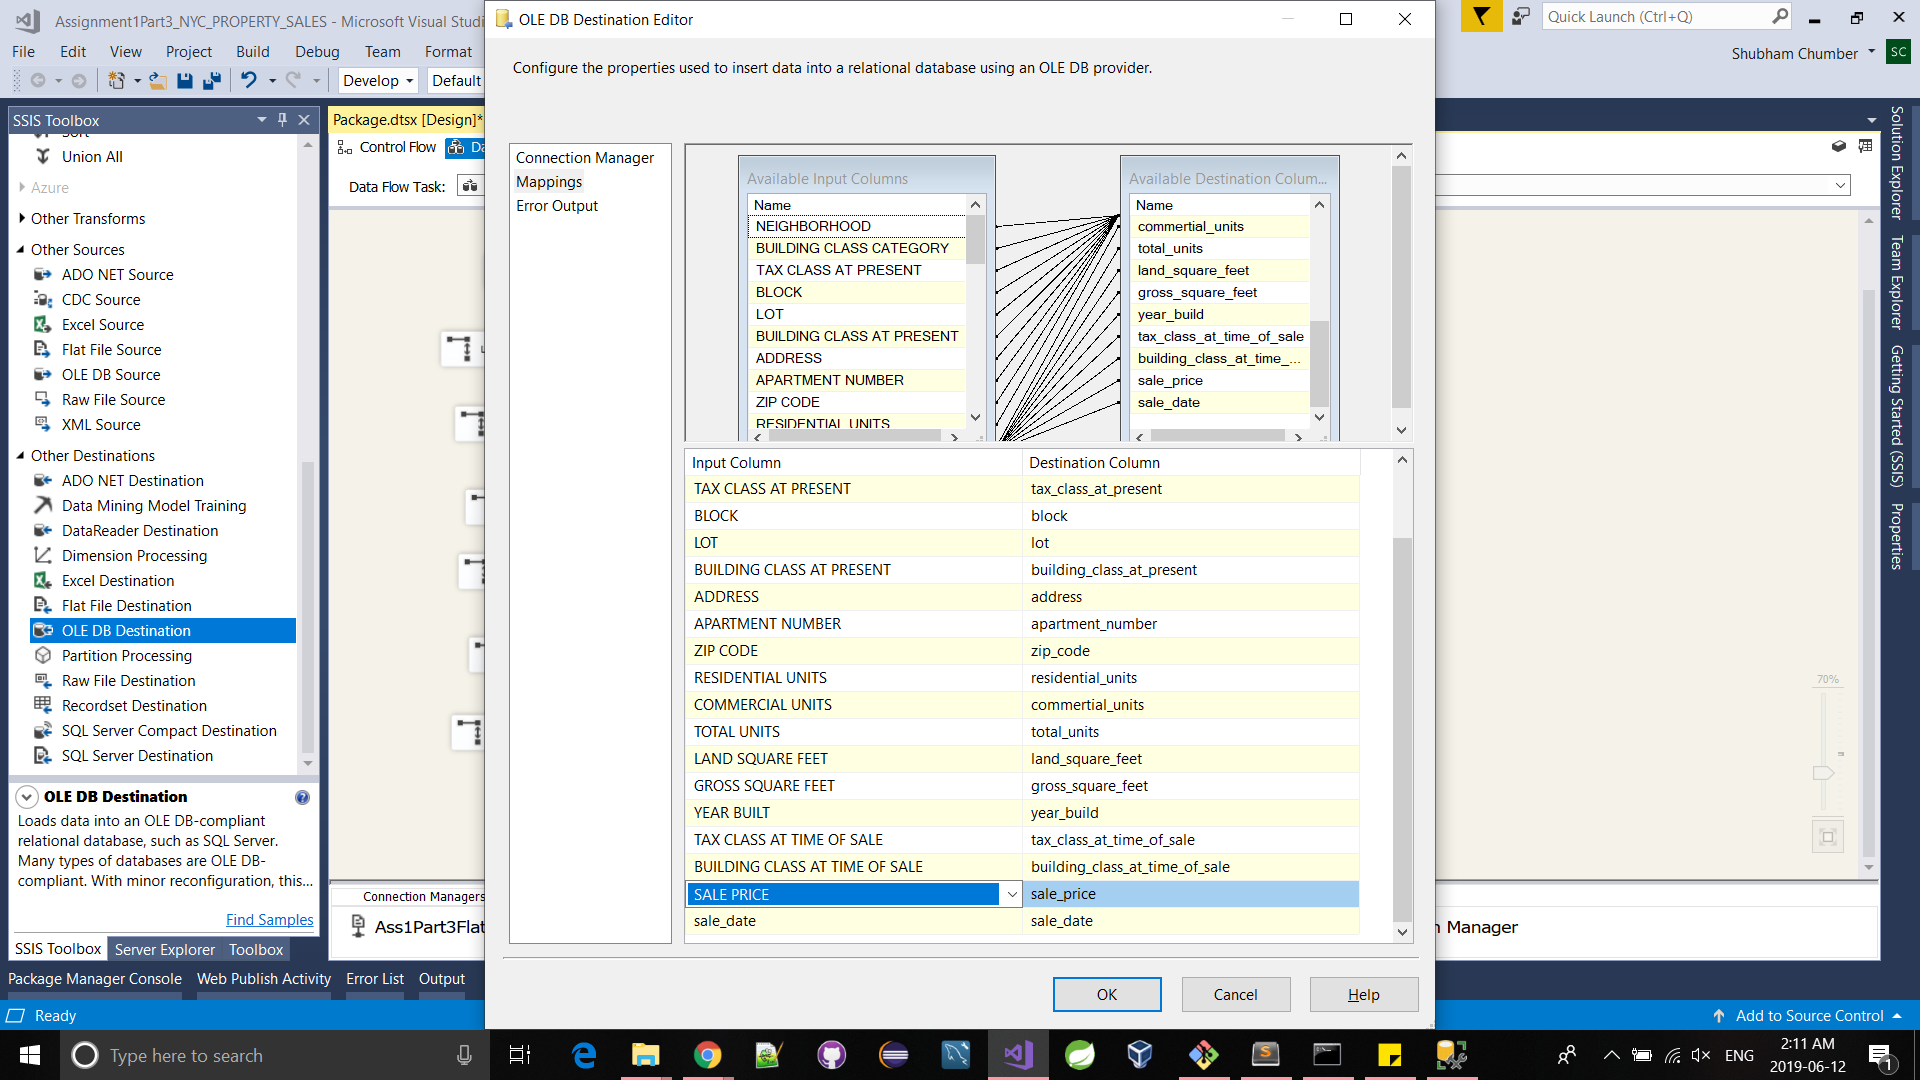 Assignment1Part3_NYC_PROPERTY_SALES - Microsoft Visual Studi
Quick Launch (Ctrl+Q)
File Edit View Project Build Debug Team Format
Shubham Chumber SC
Develop Default
OLE DB Destination Editor
Configure the properties used to insert data into a relational database using an OLE DB provider.
SSIS Toolbox
Union All
Azure
Other Transforms
Other Sources
ADO NET Source
CDC Source
Excel Source
Flat File Source
OLE DB Source
Raw File Source
XML Source
Other Destinations
ADO NET Destination
Data Mining Model Training
DataReader Destination
Dimension Processing
Excel Destination
Flat File Destination
OLE DB Destination
Partition Processing
Raw File Destination
Recordset Destination
SQL Server Compact Destination
SQL Server Destination
OLE DB Destination
Loads data into an OLE DB-compliant
relational database, such as SQL Server.
Many types of databases are OLE DB-
compliant. With minor reconfiguration, this...
Find Samples
SSIS Toolbox Server Explorer Toolbox
Package.dtsx [Design]*
Control Flow Da
Data Flow Task:
Connection Managers
Ass1Part3Flat
Connection Manager
Mappings
Error Output
Available Input Columns
Name
NEIGHBORHOOD
BUILDING CLASS CATEGORY
TAX CLASS AT PRESENT
BLOCK
LOT
BUILDING CLASS AT PRESENT
ADDRESS
APARTMENT NUMBER
ZIP CODE
RESIDENTIAL UNITS
Available Destination Colum...
Name
commertial_units
total_units
land_square_feet
gross_square_feet
year_build
tax_class_at_time_of_sale
building_class_at_time_...
sale_price
sale_date
Input Column Destination Column
TAX CLASS AT PRESENT tax_class_at_present
BLOCK block
LOT lot
BUILDING CLASS AT PRESENT building_class_at_present
ADDRESS address
APARTMENT NUMBER apartment_number
ZIP CODE zip_code
RESIDENTIAL UNITS residential_units
COMMERCIAL UNITS commertial_units
TOTAL UNITS total_units
LAND SQUARE FEET land_square_feet
GROSS SQUARE FEET gross_square_feet
YEAR BUILT year_build
TAX CLASS AT TIME OF SALE tax_class_at_time_of_sale
BUILDING CLASS AT TIME OF SALE building_class_at_time_of_sale
SALE PRICE sale_price
sale_date sale_date
OK Cancel Help
70%
n Manager
Solution Explorer
Team Explorer
Getting Started (SSIS)
Properties
Package Manager Console Web Publish Activity Error List Output
Ready
Add to Source Control
Type here to search
ENG
2:11 AM
2019-06-12
1